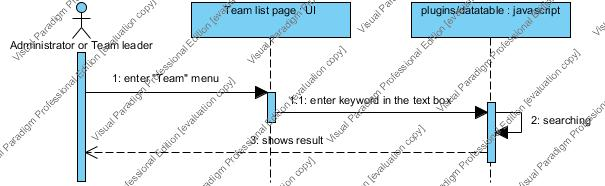 Team list page : UI
plugins/datatable : javascript
Administrator or Team leader
1: enter "Team" menu
1.1: enter keyword in the text box
2: searching
3: shows result
Visual Paradigm Professional Edition [evaluation copy]